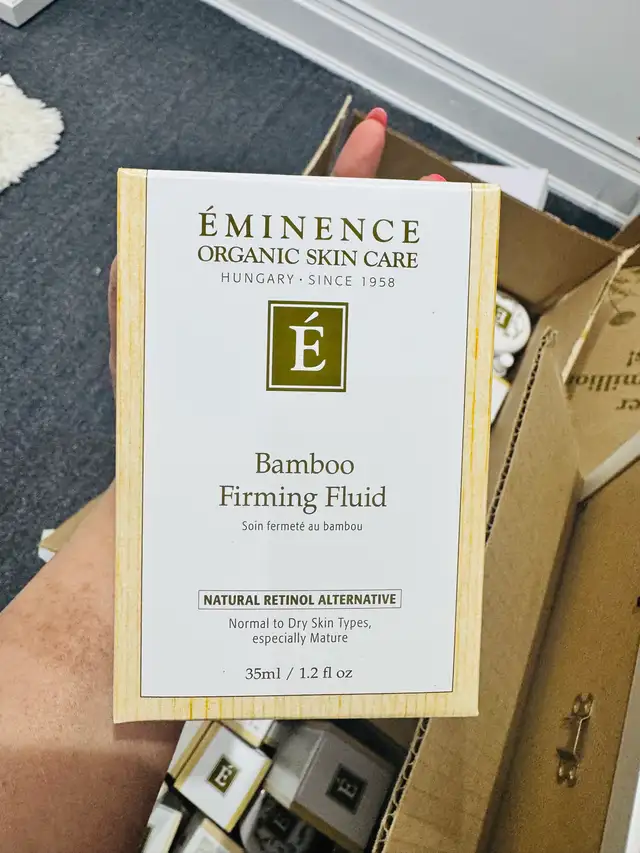 ÉMINENCE
ORGANIC SKIN CARE
HUNGARY · SINCE 1958
É
Bamboo
Firming Fluid
Soin fermeté au bambou
NATURAL RETINOL ALTERNATIVE
Normal to Dry Skin Types,
especially Mature
35ml / 1.2 fl oz
É
É
É
million